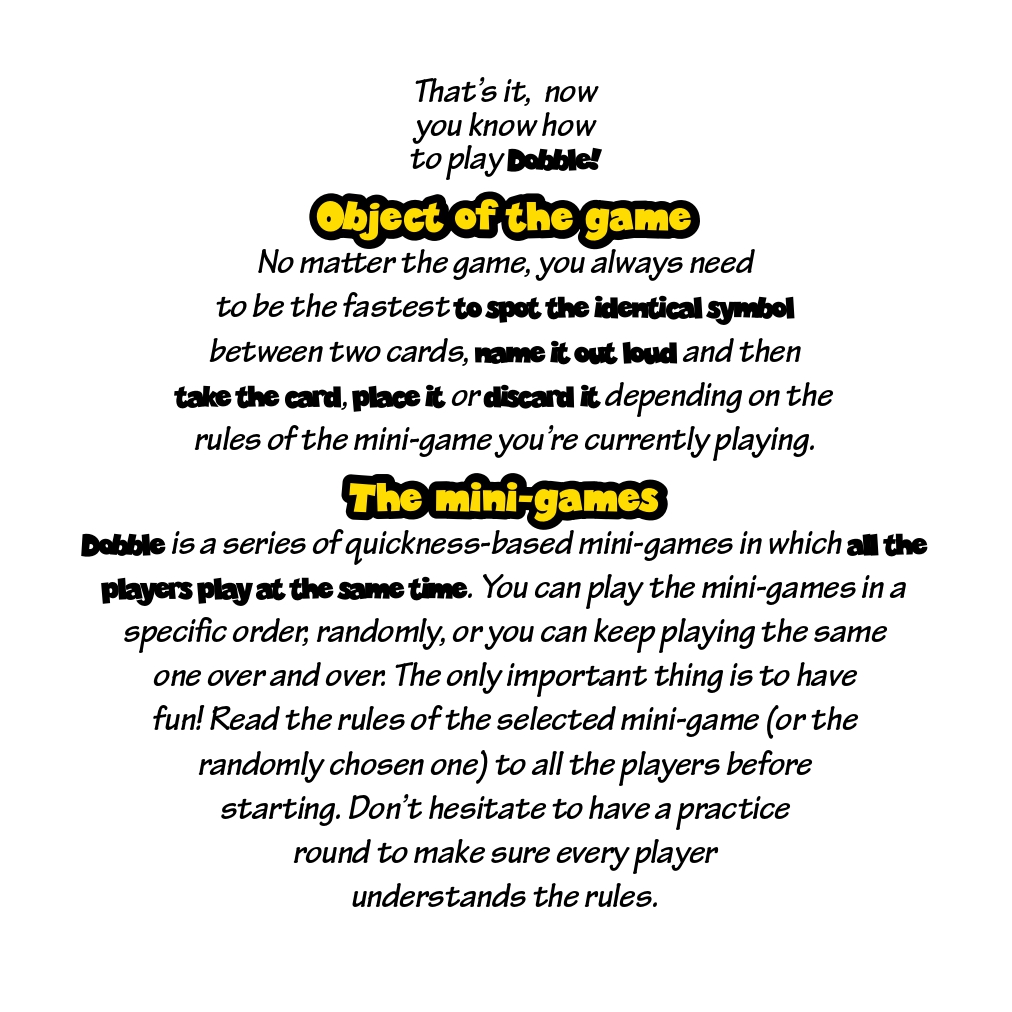 That’s it, now
you know how
to play Dobble!
Object of the game
No matter the game, you always need
to be the fastest to spot the identical symbol
between two cards, name it out loud and then
take the card, place it or discard it depending on the
rules of the mini-game you’re currently playing.
The mini-games
Dobble is a series of quickness-based mini-games in which all the
players play at the same time. You can play the mini-games in a
specific order, randomly, or you can keep playing the same
one over and over. The only important thing is to have
fun! Read the rules of the selected mini-game (or the
randomly chosen one) to all the players before
starting. Don’t hesitate to have a practice
round to make sure every player
understands the rules.